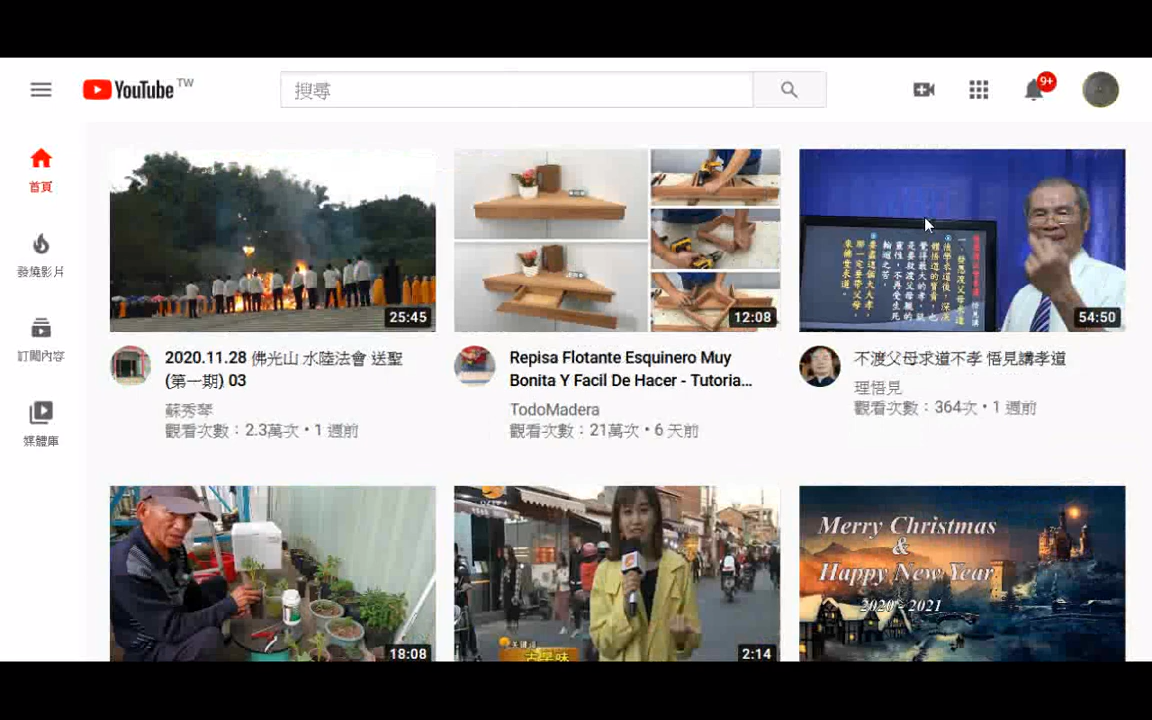 YouTube TW
搜尋
9+
首頁
發燒影片
訂閱內容
媒體庫
25:45
12:08
54:50
2020.11.28 佛光山 水陸法會 送聖
(第一期) 03
蘇秀琴
觀看次數：2.3萬次 • 1 週前
Repisa Flotante Esquinero Muy
Bonita Y Facil De Hacer - Tutoria...
TodoMadera
觀看次數：21萬次 • 6 天前
不渡父母求道不孝 悟見講孝道
理悟見
觀看次數：364次 • 1 週前
18:08
古早味
2:14
Merry Christmas
&
Happy New Year
2020 - 2021